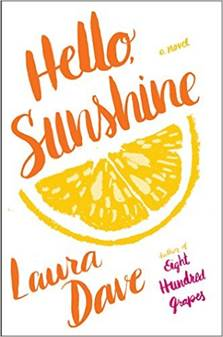 Hello,
a novel
Sunshine
Laura
Dave
author of
Eight
Hundred
Grapes